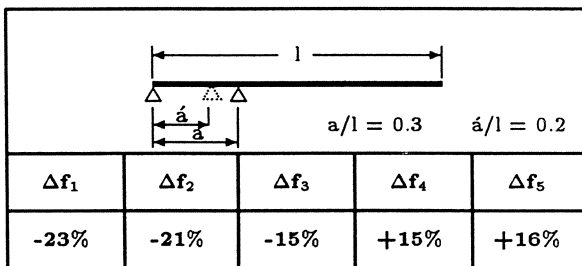 l
á
a
a/l = 0.3 á/l = 0.2
Δf₁ Δf₂ Δf₃ Δf₄ Δf₅
-23% -21% -15% +15% +16%